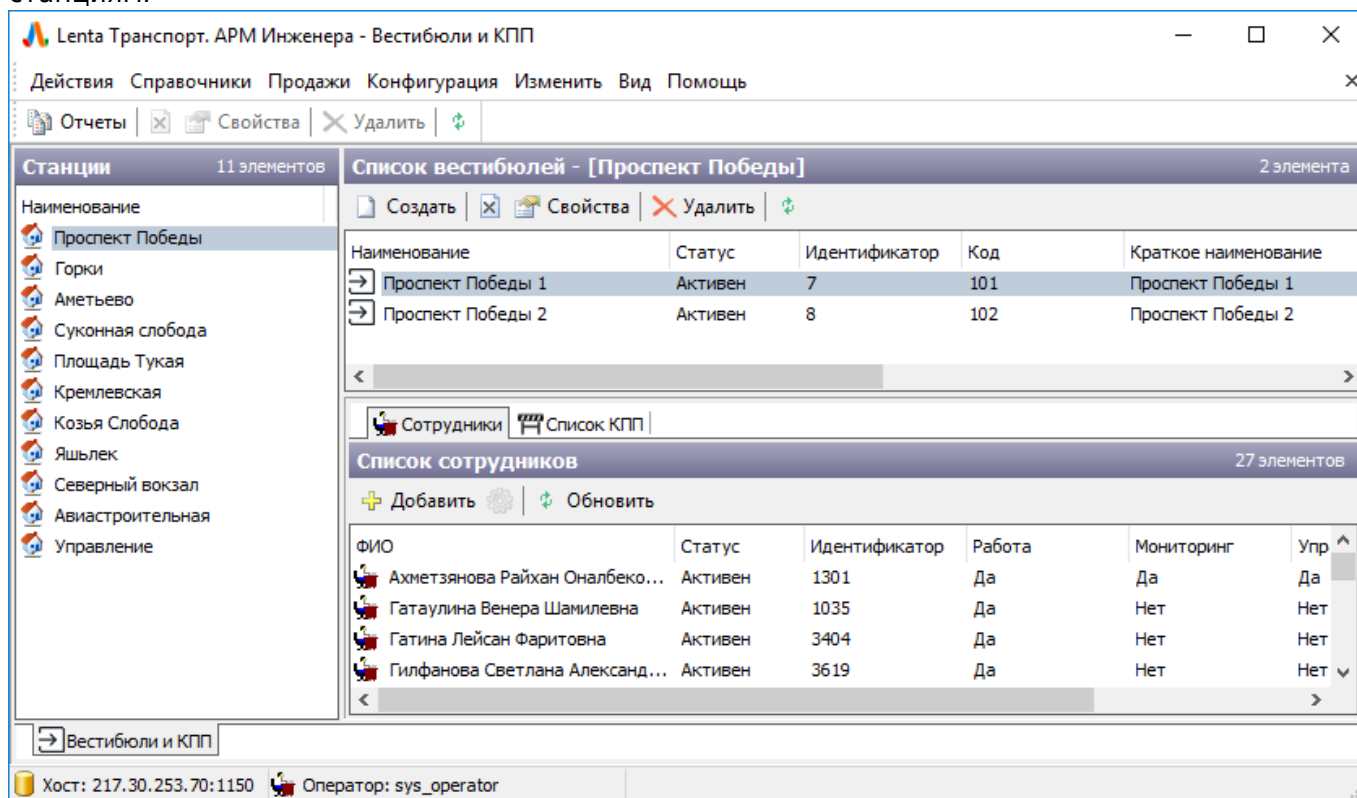 Lenta Транспорт. АРМ Инженера - Вестибюли и КПП
Действия Справочники Продажи Конфигурация Изменить Вид Помощь
Отчеты Свойства Удалить
Станции 11 элементов
Наименование
Проспект Победы
Горки
Аметьево
Суконная слобода
Площадь Тукая
Кремлевская
Козья Слобода
Яшьлек
Северный вокзал
Авиастроительная
Управление
Список вестибюлей - [Проспект Победы] 2 элемента
Создать Свойства Удалить
Наименование Статус Идентификатор Код Краткое наименование
Проспект Победы 1 Активен 7 101 Проспект Победы 1
Проспект Победы 2 Активен 8 102 Проспект Победы 2
Сотрудники Список КПП
Список сотрудников 27 элементов
Добавить Обновить
ФИО Статус Идентификатор Работа Мониторинг Упр
Ахметзянова Райхан Оналбеко... Активен 1301 Да Да Да
Гатаулина Венера Шамилевна Активен 1035 Да Нет Нет
Гатина Лейсан Фаритовна Активен 3404 Да Нет Нет
Гилфанова Светлана Александ... Активен 3619 Да Нет Нет
Вестибюли и КПП
Хост: 217.30.253.70:1150 Оператор: sys_operator